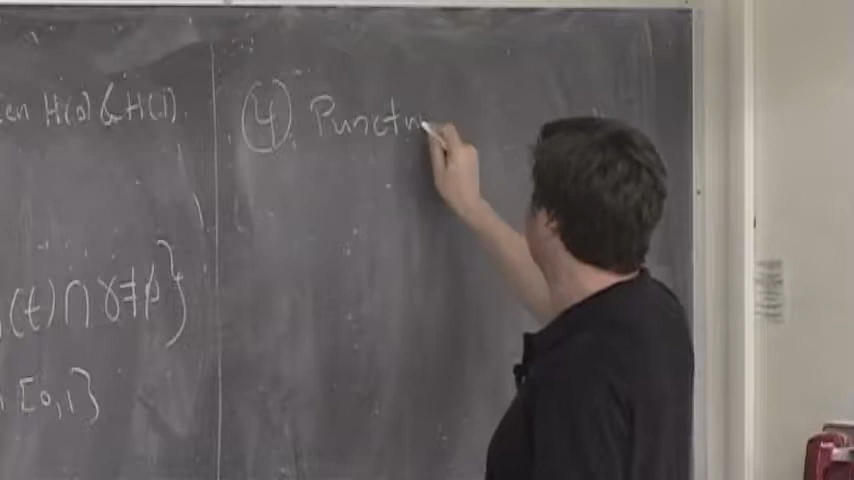 H(0) & H(1).
(t) ∩ γ ≠ φ}
[0,1]}
④ Punctu